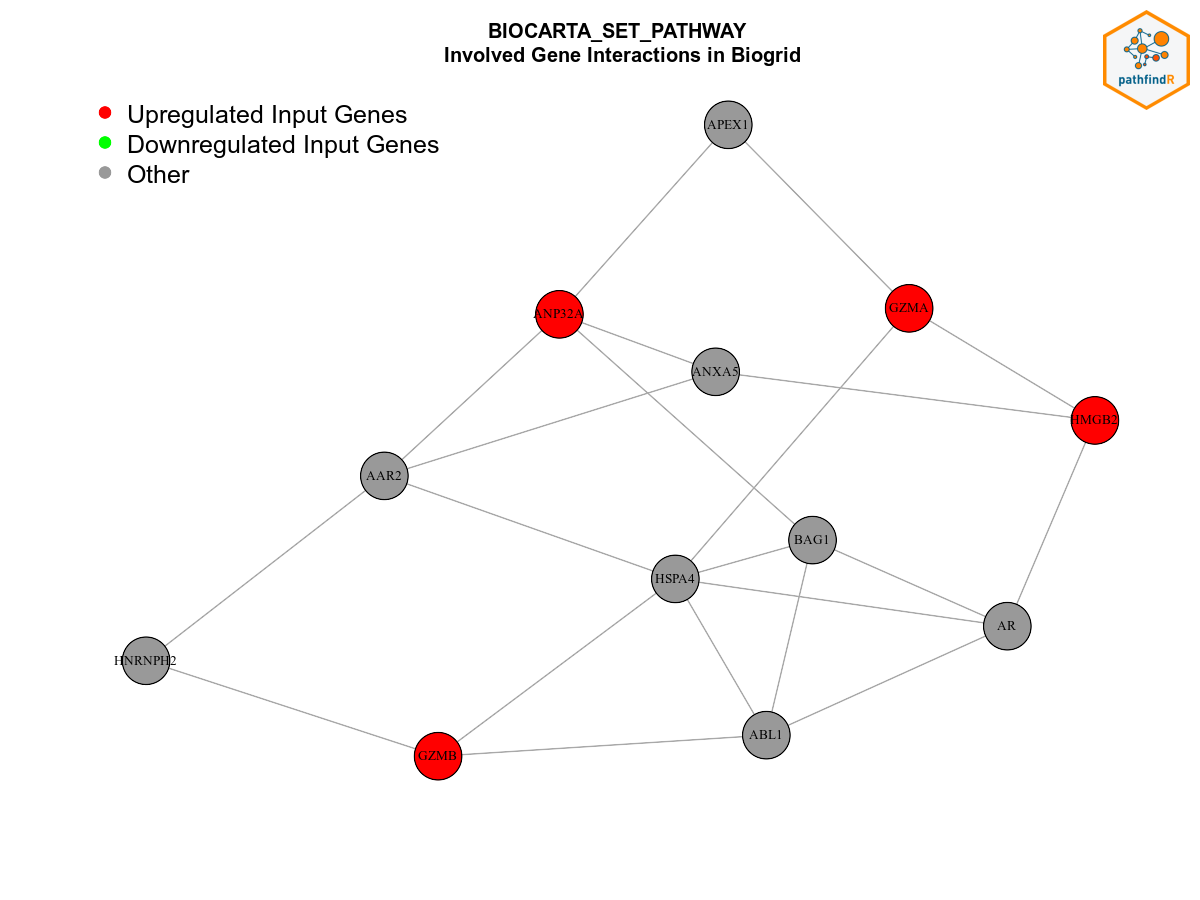 BIOCARTA_SET_PATHWAY
Involved Gene Interactions in Biogrid
pathfindR
Upregulated Input Genes
Downregulated Input Genes
Other
APEX1
ANP32A
GZMA
ANXA5
HMGB2
AAR2
BAG1
HSPA4
AR
HNRNPH2
ABL1
GZMB